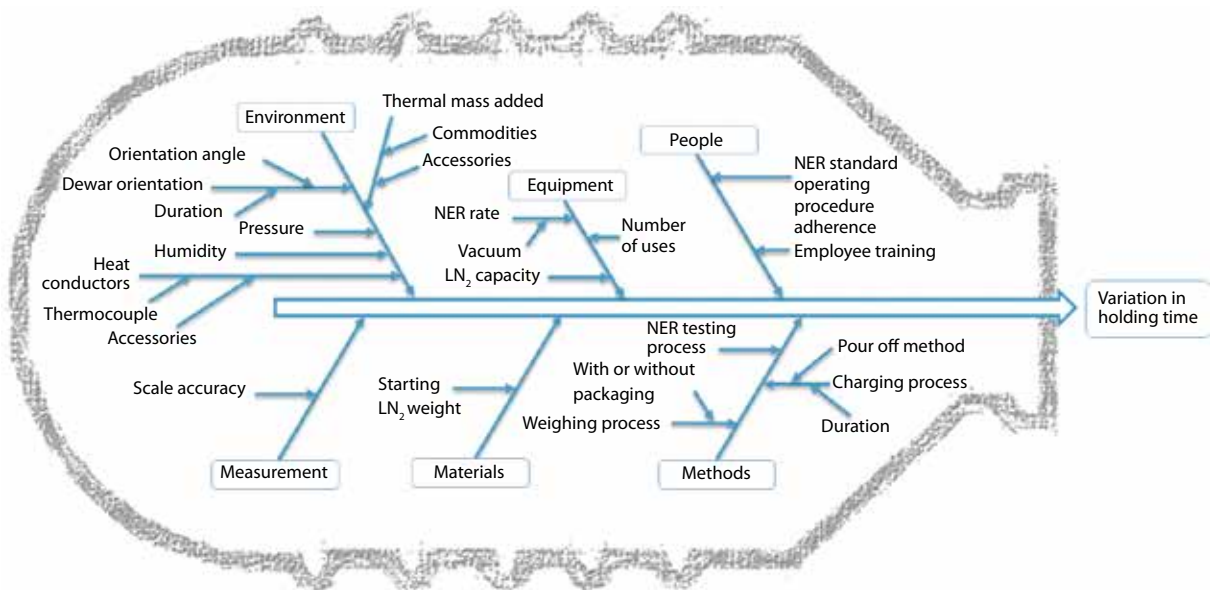 Environment
Thermal mass added
Commodities
Accessories
Orientation angle
Dewar orientation
Duration
Pressure
Humidity
Heat
conductors
Thermocouple
Accessories
Equipment
NER rate
Vacuum
LN₂ capacity
Number
of uses
People
NER standard
operating
procedure
adherence
Employee training
Variation in
holding time
Scale accuracy
Measurement
Starting
LN₂ weight
Materials
NER testing
process
With or without
packaging
Weighing process
Pour off method
Charging process
Duration
Methods